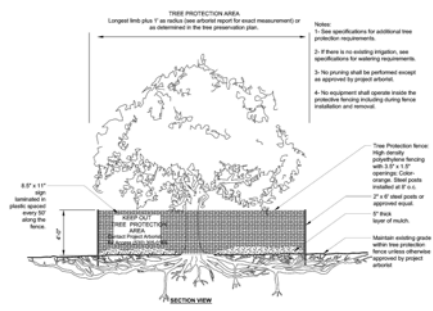 TREE PROTECTION AREA
Longest limb plus 1' as radius (see arborist report for exact measurement) or
as determined in the tree preservation plan.
Notes:
1- See specifications for additional tree
protection requirements.
2- If there is no existing irrigation, see
specifications for watering requirements.
3- No pruning shall be performed except
as approved by project arborist.
4- No equipment shall operate inside the
protective fencing including during fence
installation and removal.
8.5" x 11"
sign
laminated in
plastic spaced
every 50'
along the
fence.
KEEP OUT
TREE PROTECTION
AREA
Contact Project Arborist
Tree Protection fence:
High density
polyethylene fencing
with 3.5" x 1.5"
openings; Color-
orange. Steel posts
installed at 8' o.c.
2" x 6' steel posts or
approved equal.
5" thick
layer of mulch.
Maintain existing grade
within tree protection
fence unless otherwise
approved by project
arborist
SECTION VIEW